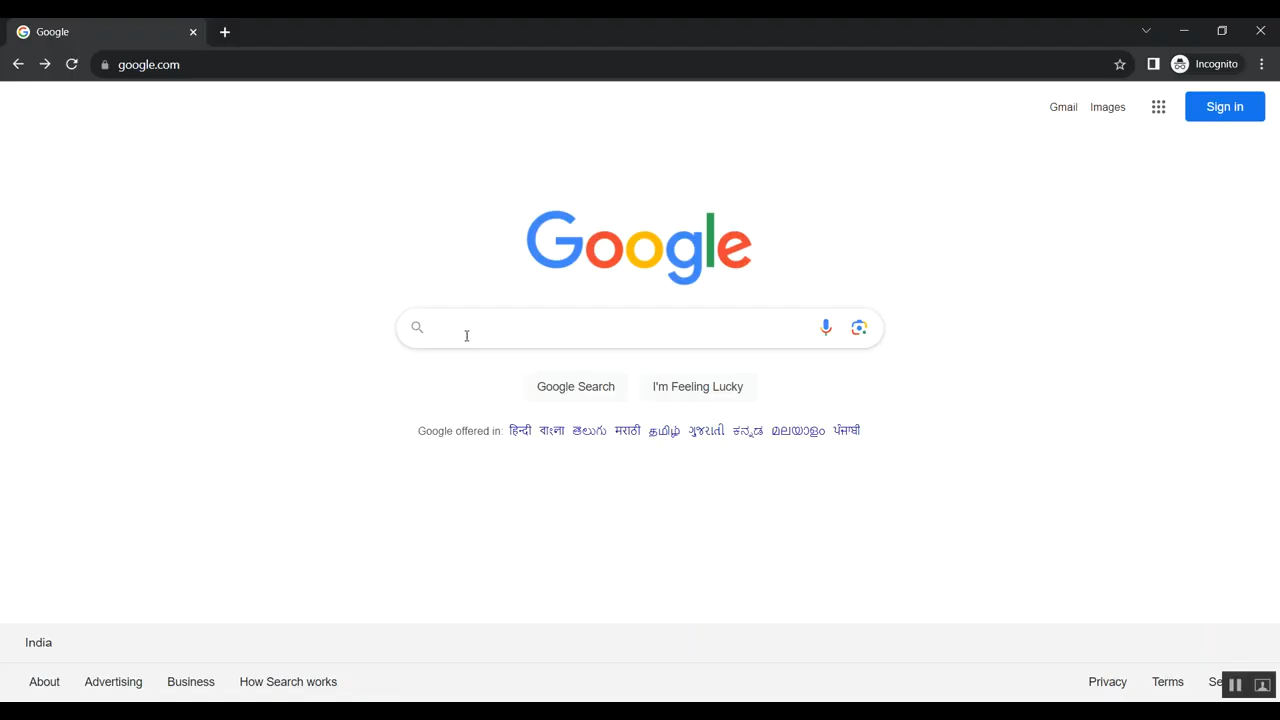 Google
google.com
Incognito
Gmail Images Sign in
Google
Google Search I'm Feeling Lucky
Google offered in: हिन्दी বাংলা తెలుగు मराठी தமிழ் ગુજરાતી ಕನ್ನಡ മലയാളം ਪੰਜਾਬੀ
India
About Advertising Business How Search works Privacy Terms Se